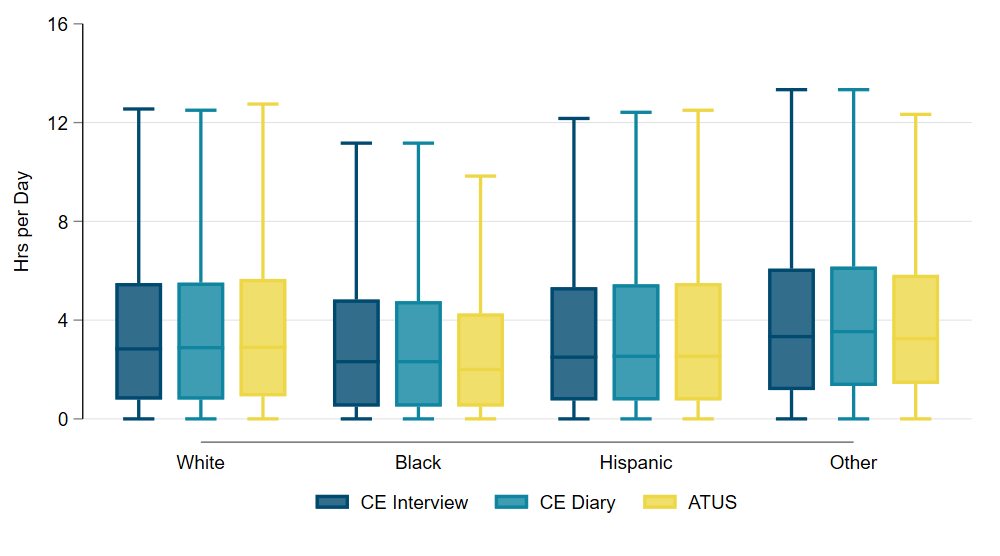 16
12
8
4
0
Hrs per Day
White Black Hispanic Other
CE Interview CE Diary ATUS